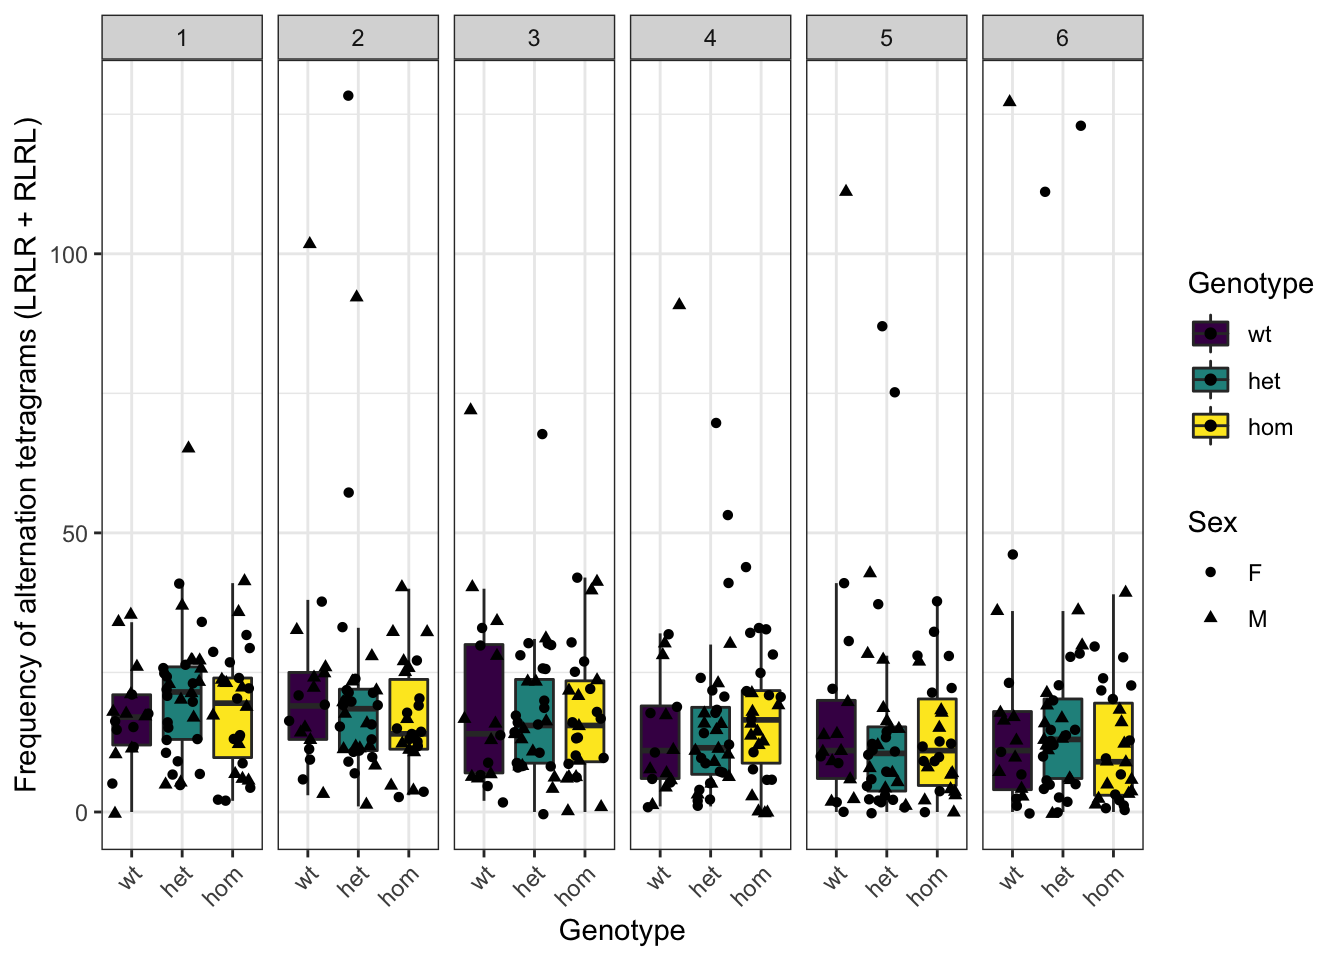 1 2 3 4 5 6
Frequency of alternation tetragrams (LRLR + RLRL)
100
50
0
wt het hom wt het hom wt het hom wt het hom wt het hom wt het hom
Genotype
Genotype
wt
het
hom
Sex
F
M